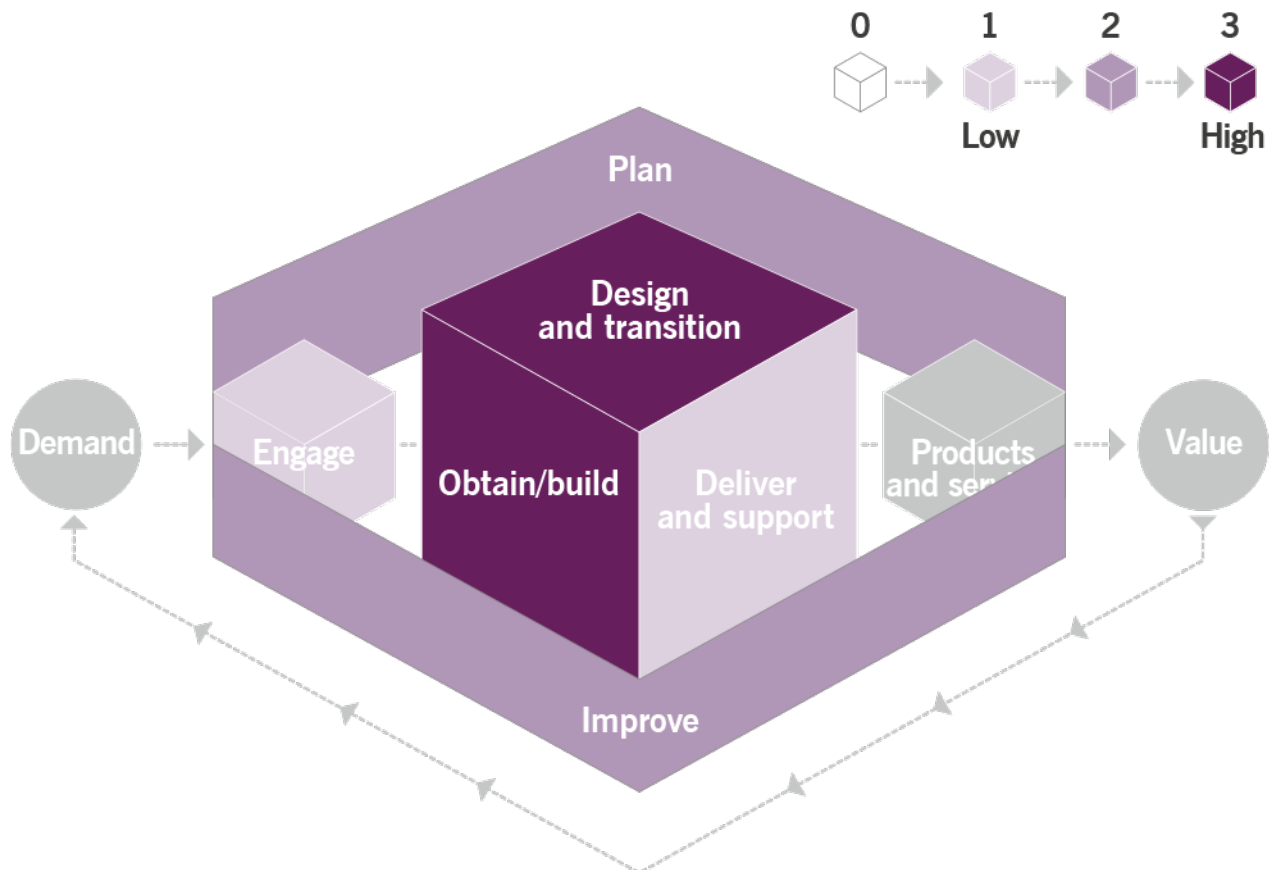 0 1 2 3
Low High
Plan
Design
and transition
Demand
Engage
Obtain/build
Deliver
and support
Products
and
Value
Improve